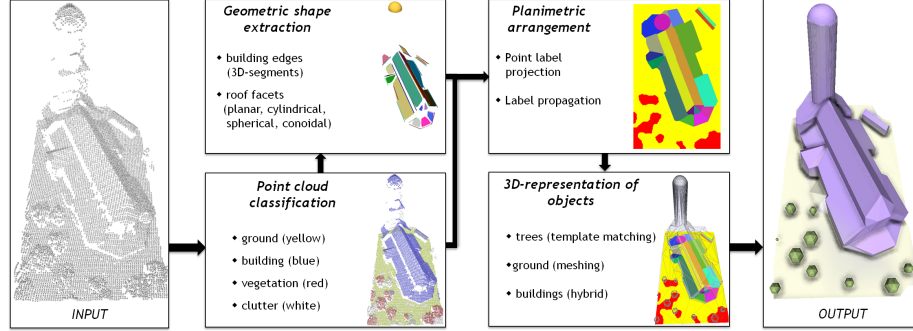 INPUT
Geometric shape
extraction
building edges
(3D-segments)
roof facets
(planar, cylindrical,
spherical, conoidal)
Point cloud
classification
ground (yellow)
building (blue)
vegetation (red)
clutter (white)
Planimetric
arrangement
Point label
projection
Label propagation
3D-representation of
objects
trees (template matching)
ground (meshing)
buildings (hybrid)
OUTPUT